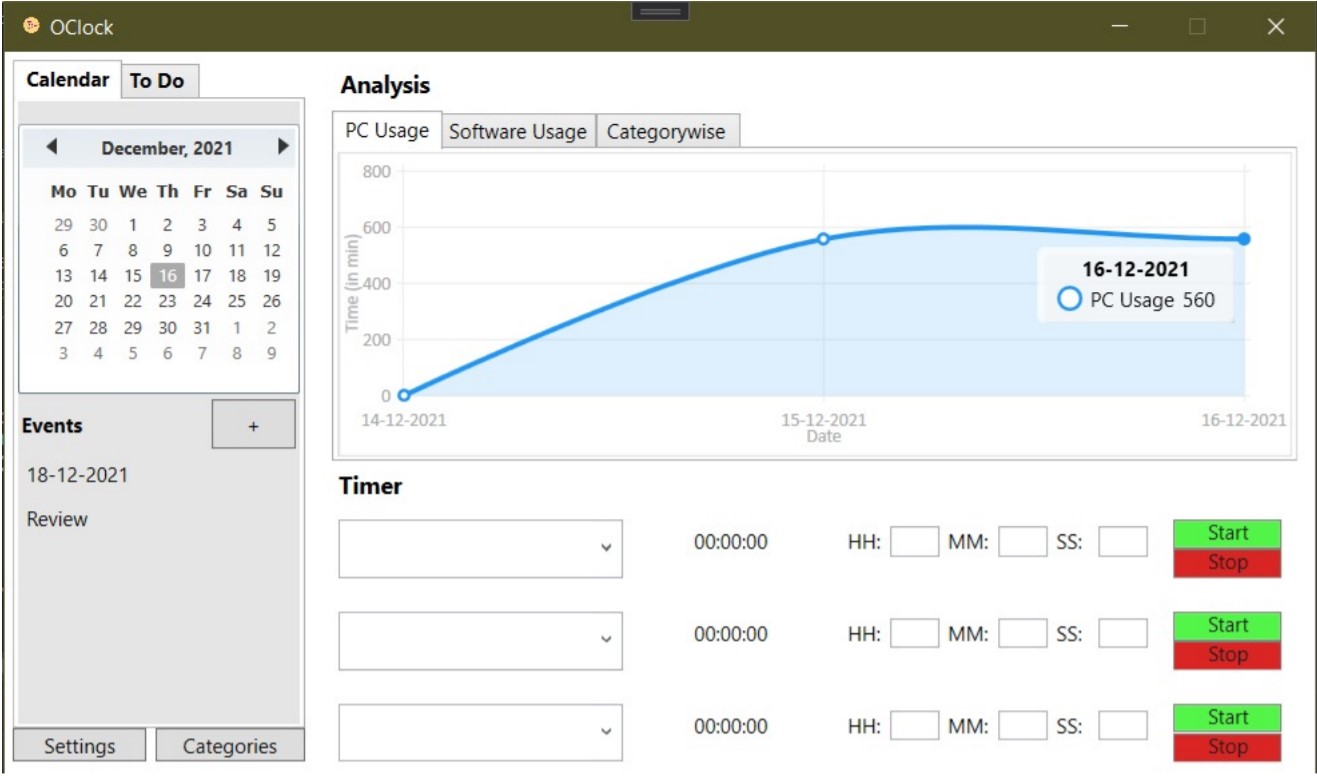 OClock
Calendar To Do
December, 2021
Mo Tu We Th Fr Sa Su
29 30 1 2 3 4 5
6 7 8 9 10 11 12
13 14 15 16 17 18 19
20 21 22 23 24 25 26
27 28 29 30 31 1 2
3 4 5 6 7 8 9
Events +
18-12-2021
Review
Settings Categories
Analysis
PC Usage Software Usage Categorywise
800
600
400
200
0
Time (in min)
16-12-2021
PC Usage 560
14-12-2021 15-12-2021 16-12-2021
Date
Timer
00:00:00 HH: MM: SS: Start
Stop
00:00:00 HH: MM: SS: Start
Stop
00:00:00 HH: MM: SS: Start
Stop